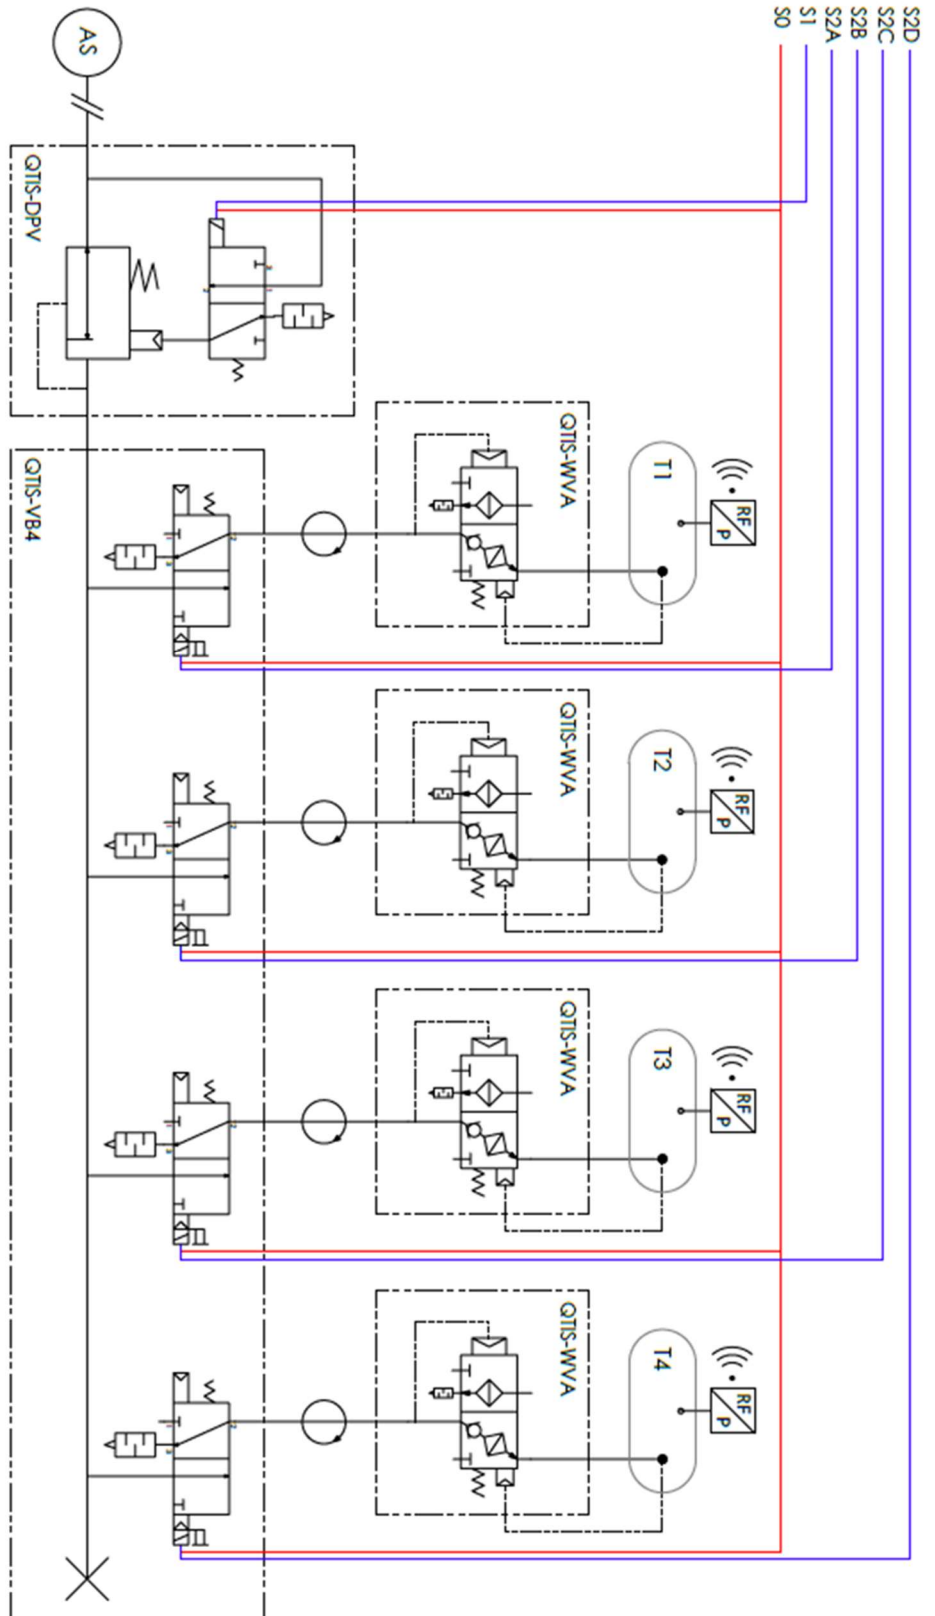 S2D
S2C
S2B
S2A
S1
S0
RF
P
RF
P
RF
P
RF
P
T1
T2
T3
T4
QTIS-WVA
QTIS-WVA
QTIS-WVA
QTIS-WVA
AS
QTIS-DPV
QTIS-VB4